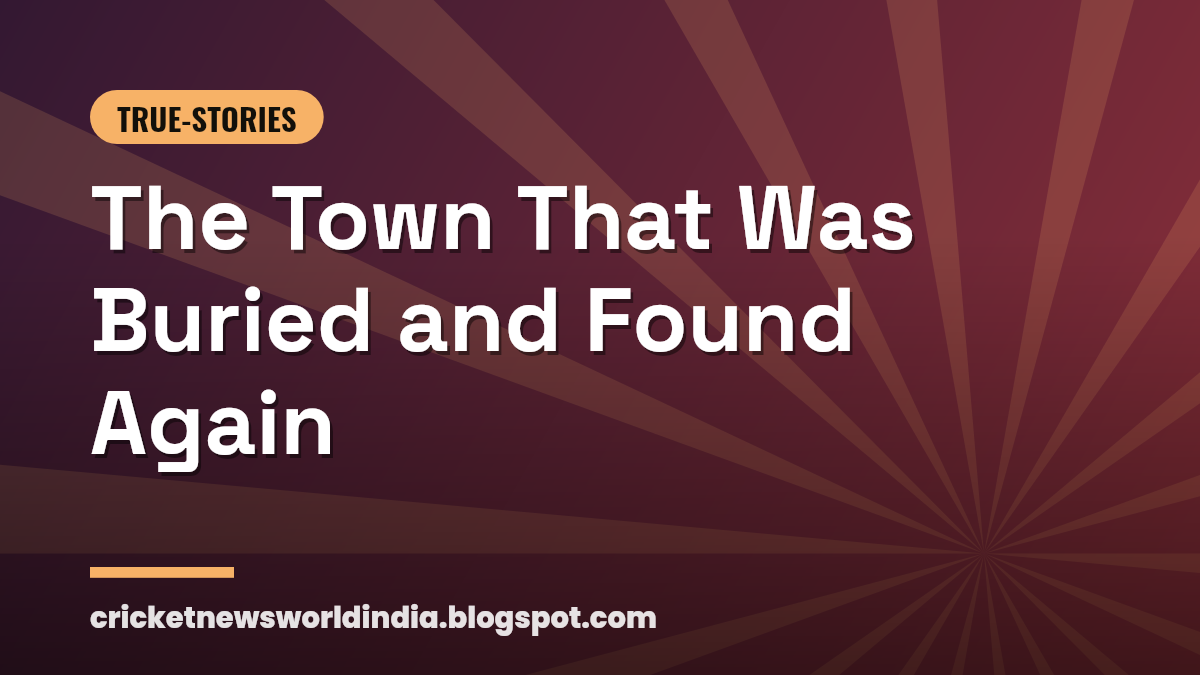 TRUE-STORIES
The Town That Was
Buried and Found
Again
cricketnewsworldindia.blogspot.com